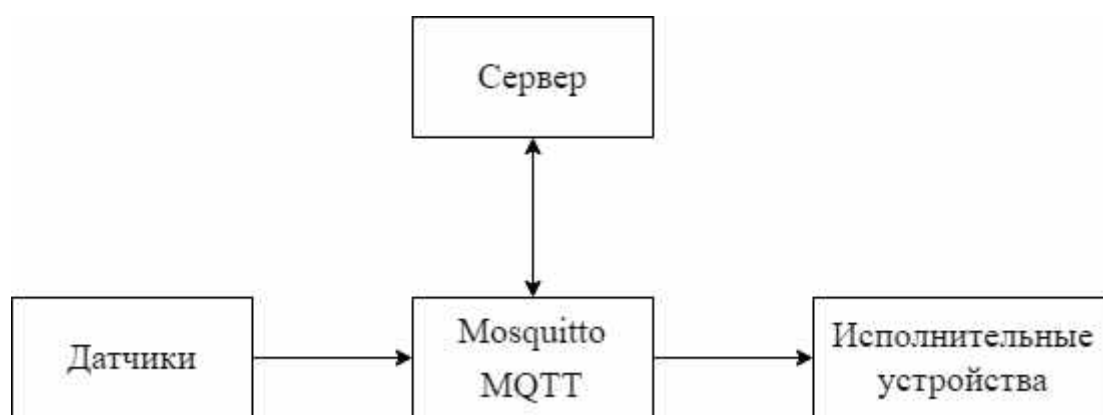 Сервер
Датчики
Mosquitto
MQTT
Исполнительные
устройства